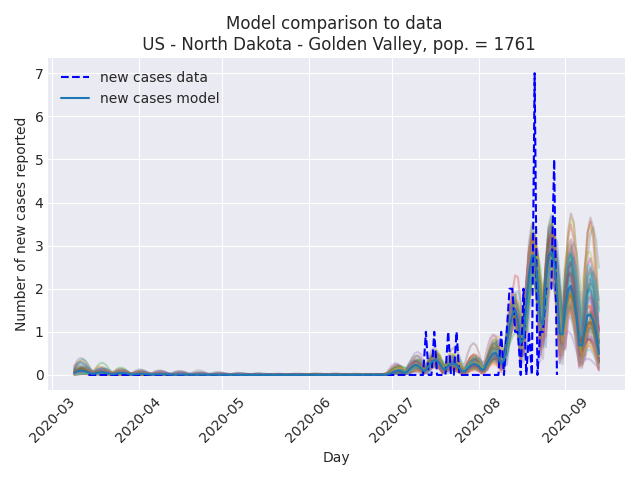 Model comparison to data
US - North Dakota - Golden Valley, pop. = 1761
new cases data
new cases model
Number of new cases reported
7
6
5
4
3
2
1
0
2020-03
2020-04
2020-05
2020-06
2020-07
2020-08
2020-09
Day